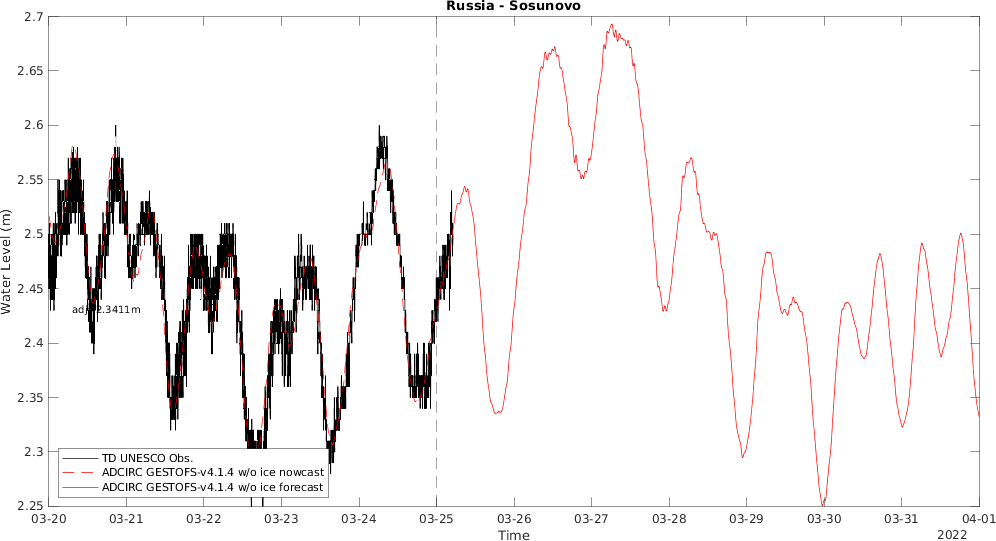 Russia - Sosunovo
Water Level (m)
2.7
2.65
2.6
2.55
2.5
2.45
2.4
2.35
2.3
2.25
TD UNESCO Obs.
ADCIRC GESTOFS-v4.1.4 w/o ice nowcast
ADCIRC GESTOFS-v4.1.4 w/o ice forecast
03-20 03-21 03-22 03-23 03-24 03-25 03-26 03-27 03-28 03-29 03-30 03-31 04-01
Time
2022